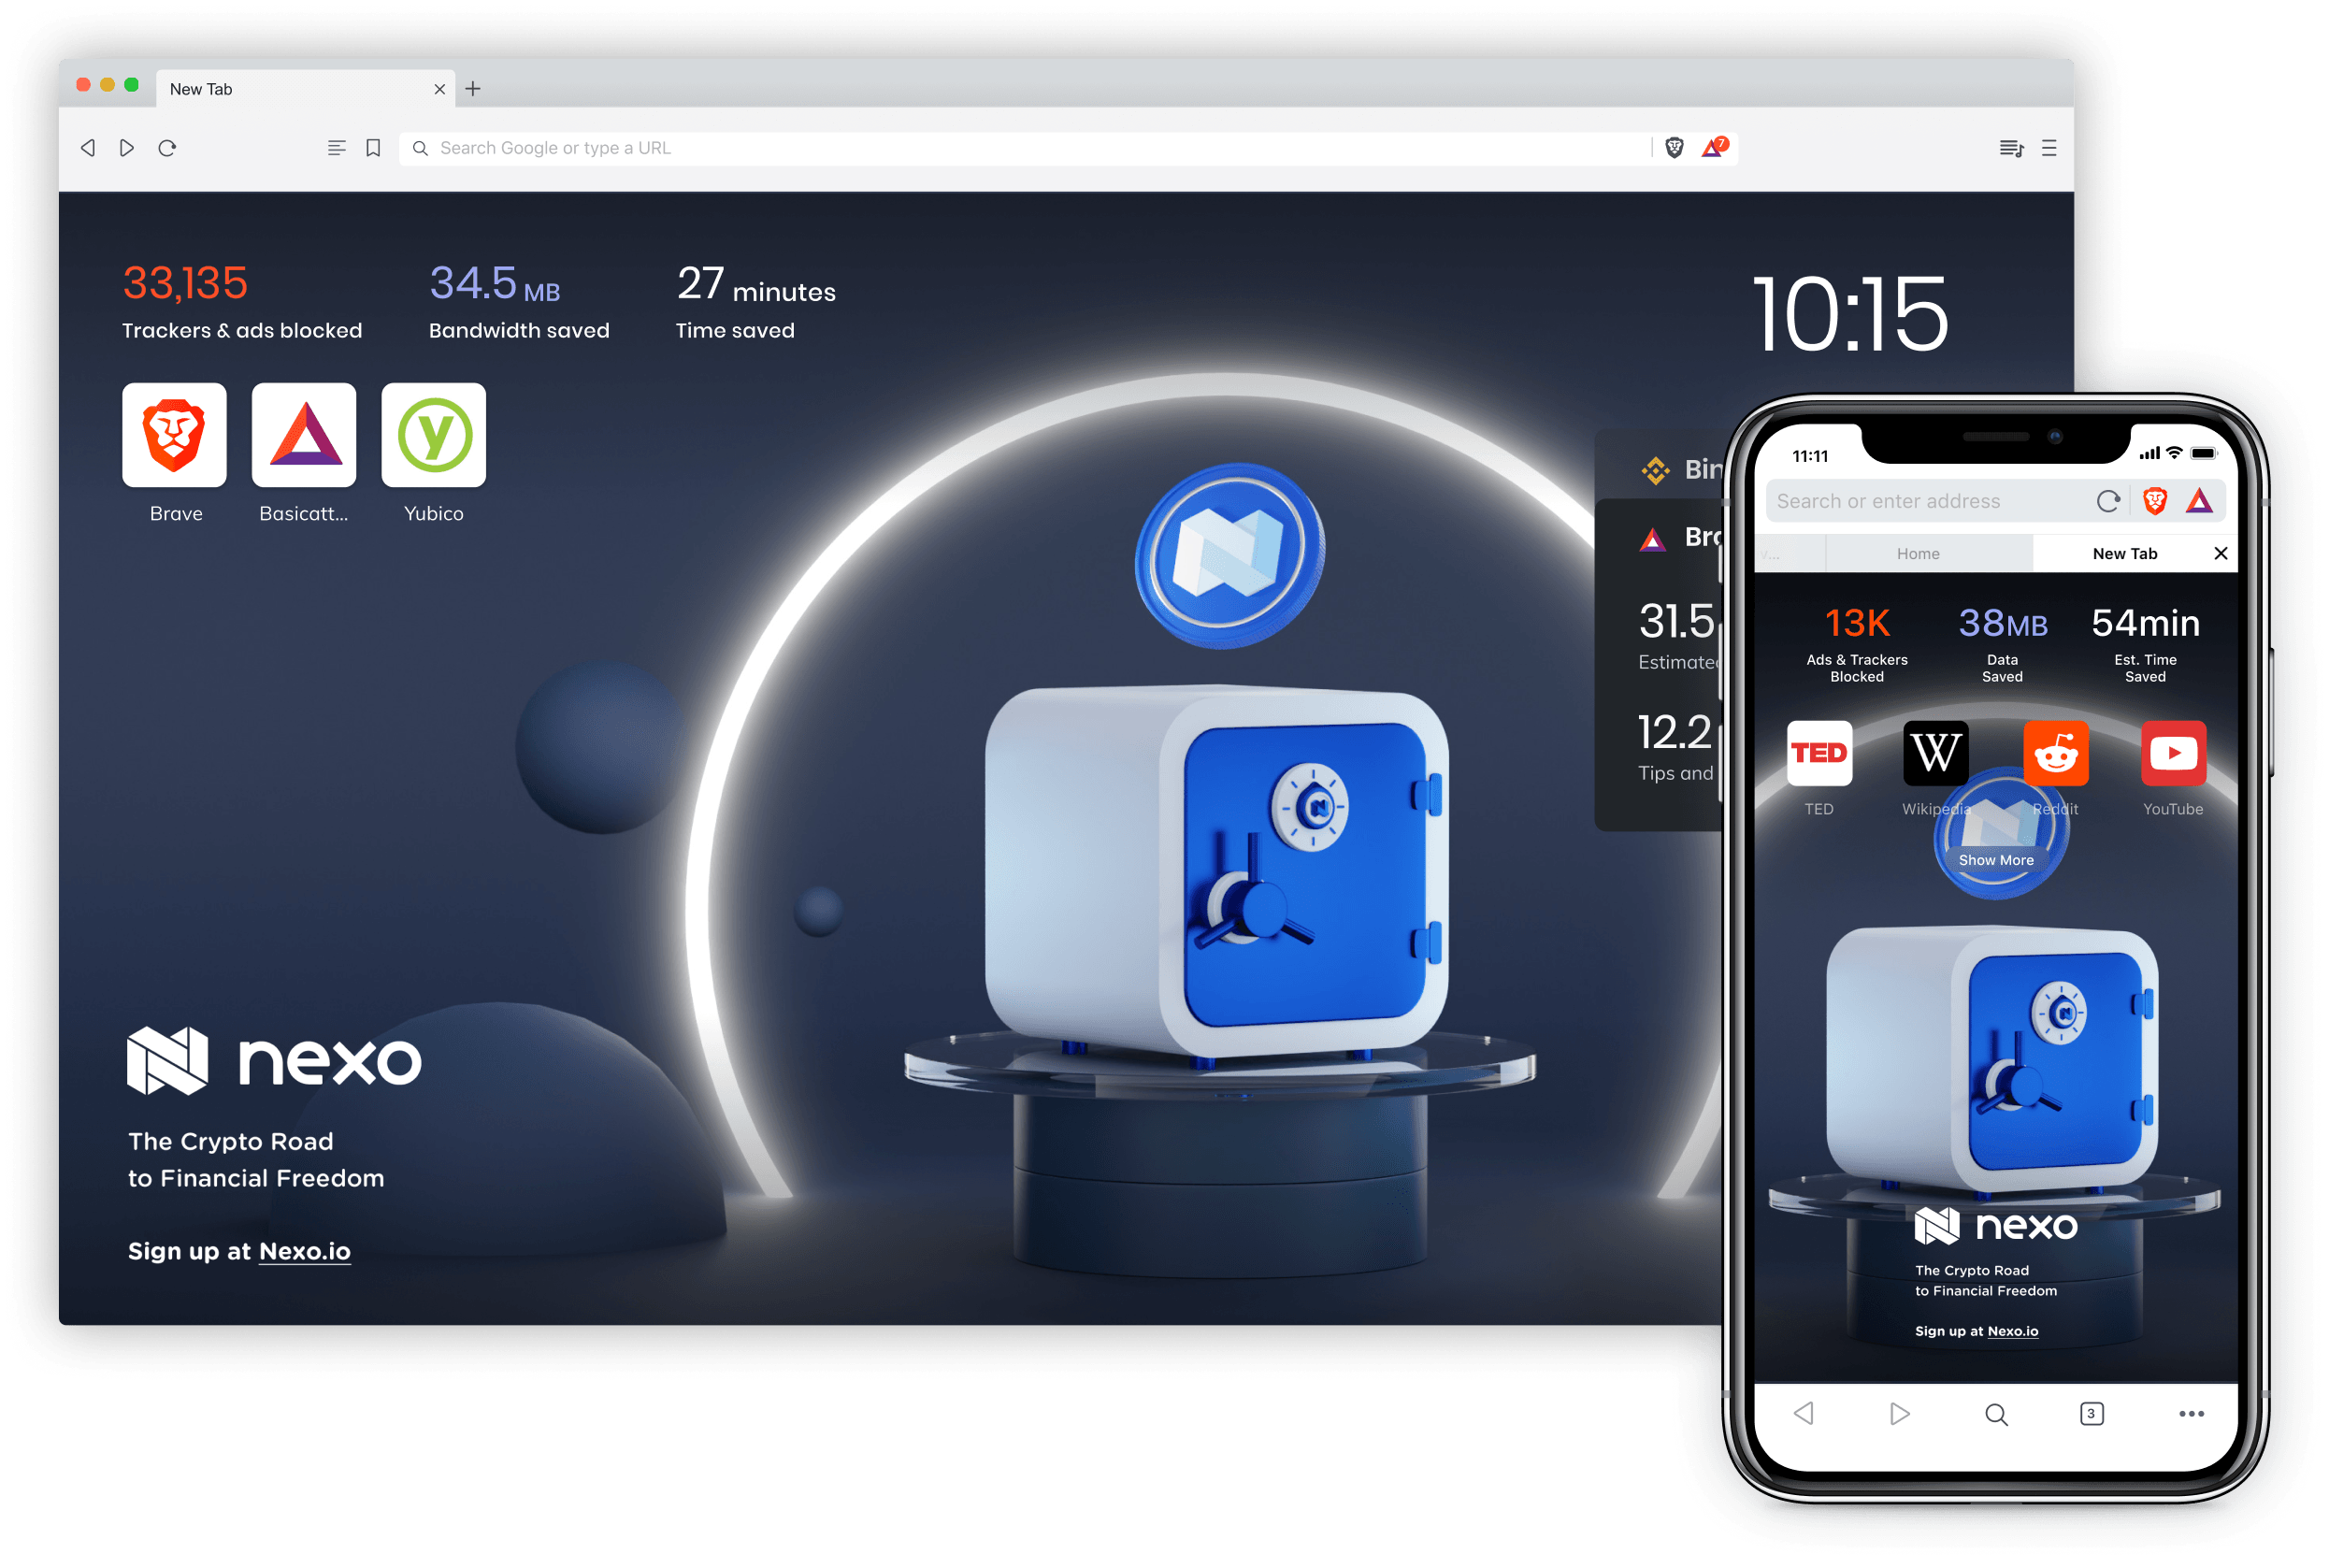 New Tab
Search Google or type a URL
7
33,135
Trackers & ads blocked
34.5 MB
Bandwidth saved
27 minutes
Time saved
10:15
Brave
Basicatt...
Yubico
Bin
31.5
Estimated
12.2
Tips and
nexo
The Crypto Road
to Financial Freedom
Sign up at Nexo.io
11:11
Search or enter address
Home
New Tab
13K
Ads & Trackers
Blocked
38MB
Data
Saved
54min
Est. Time
Saved
TED
W
TED
Wikipedia
Reddit
YouTube
Show More
nexo
The Crypto Road
to Financial Freedom
Sign up at Nexo.io
3